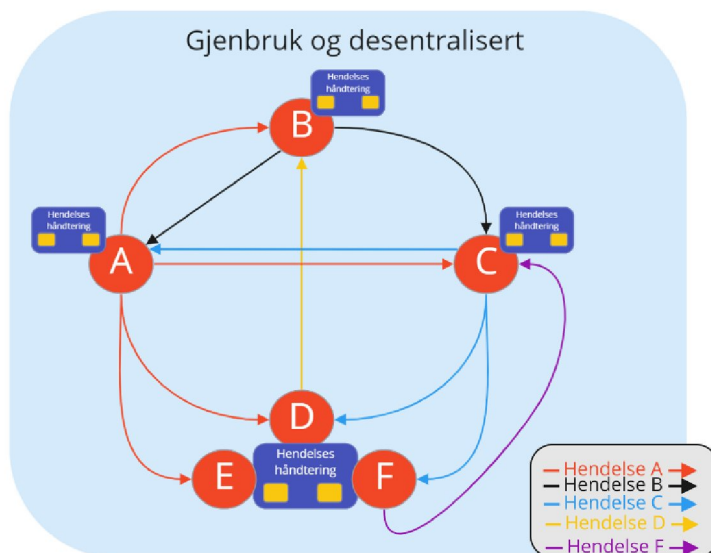 Gjenbruk og desentralisert
Hendelses
håndtering
B
Hendelses
håndtering
A
Hendelses
håndtering
C
D
Hendelses
håndtering
E
F
Hendelse A
Hendelse B
Hendelse C
Hendelse D
Hendelse F